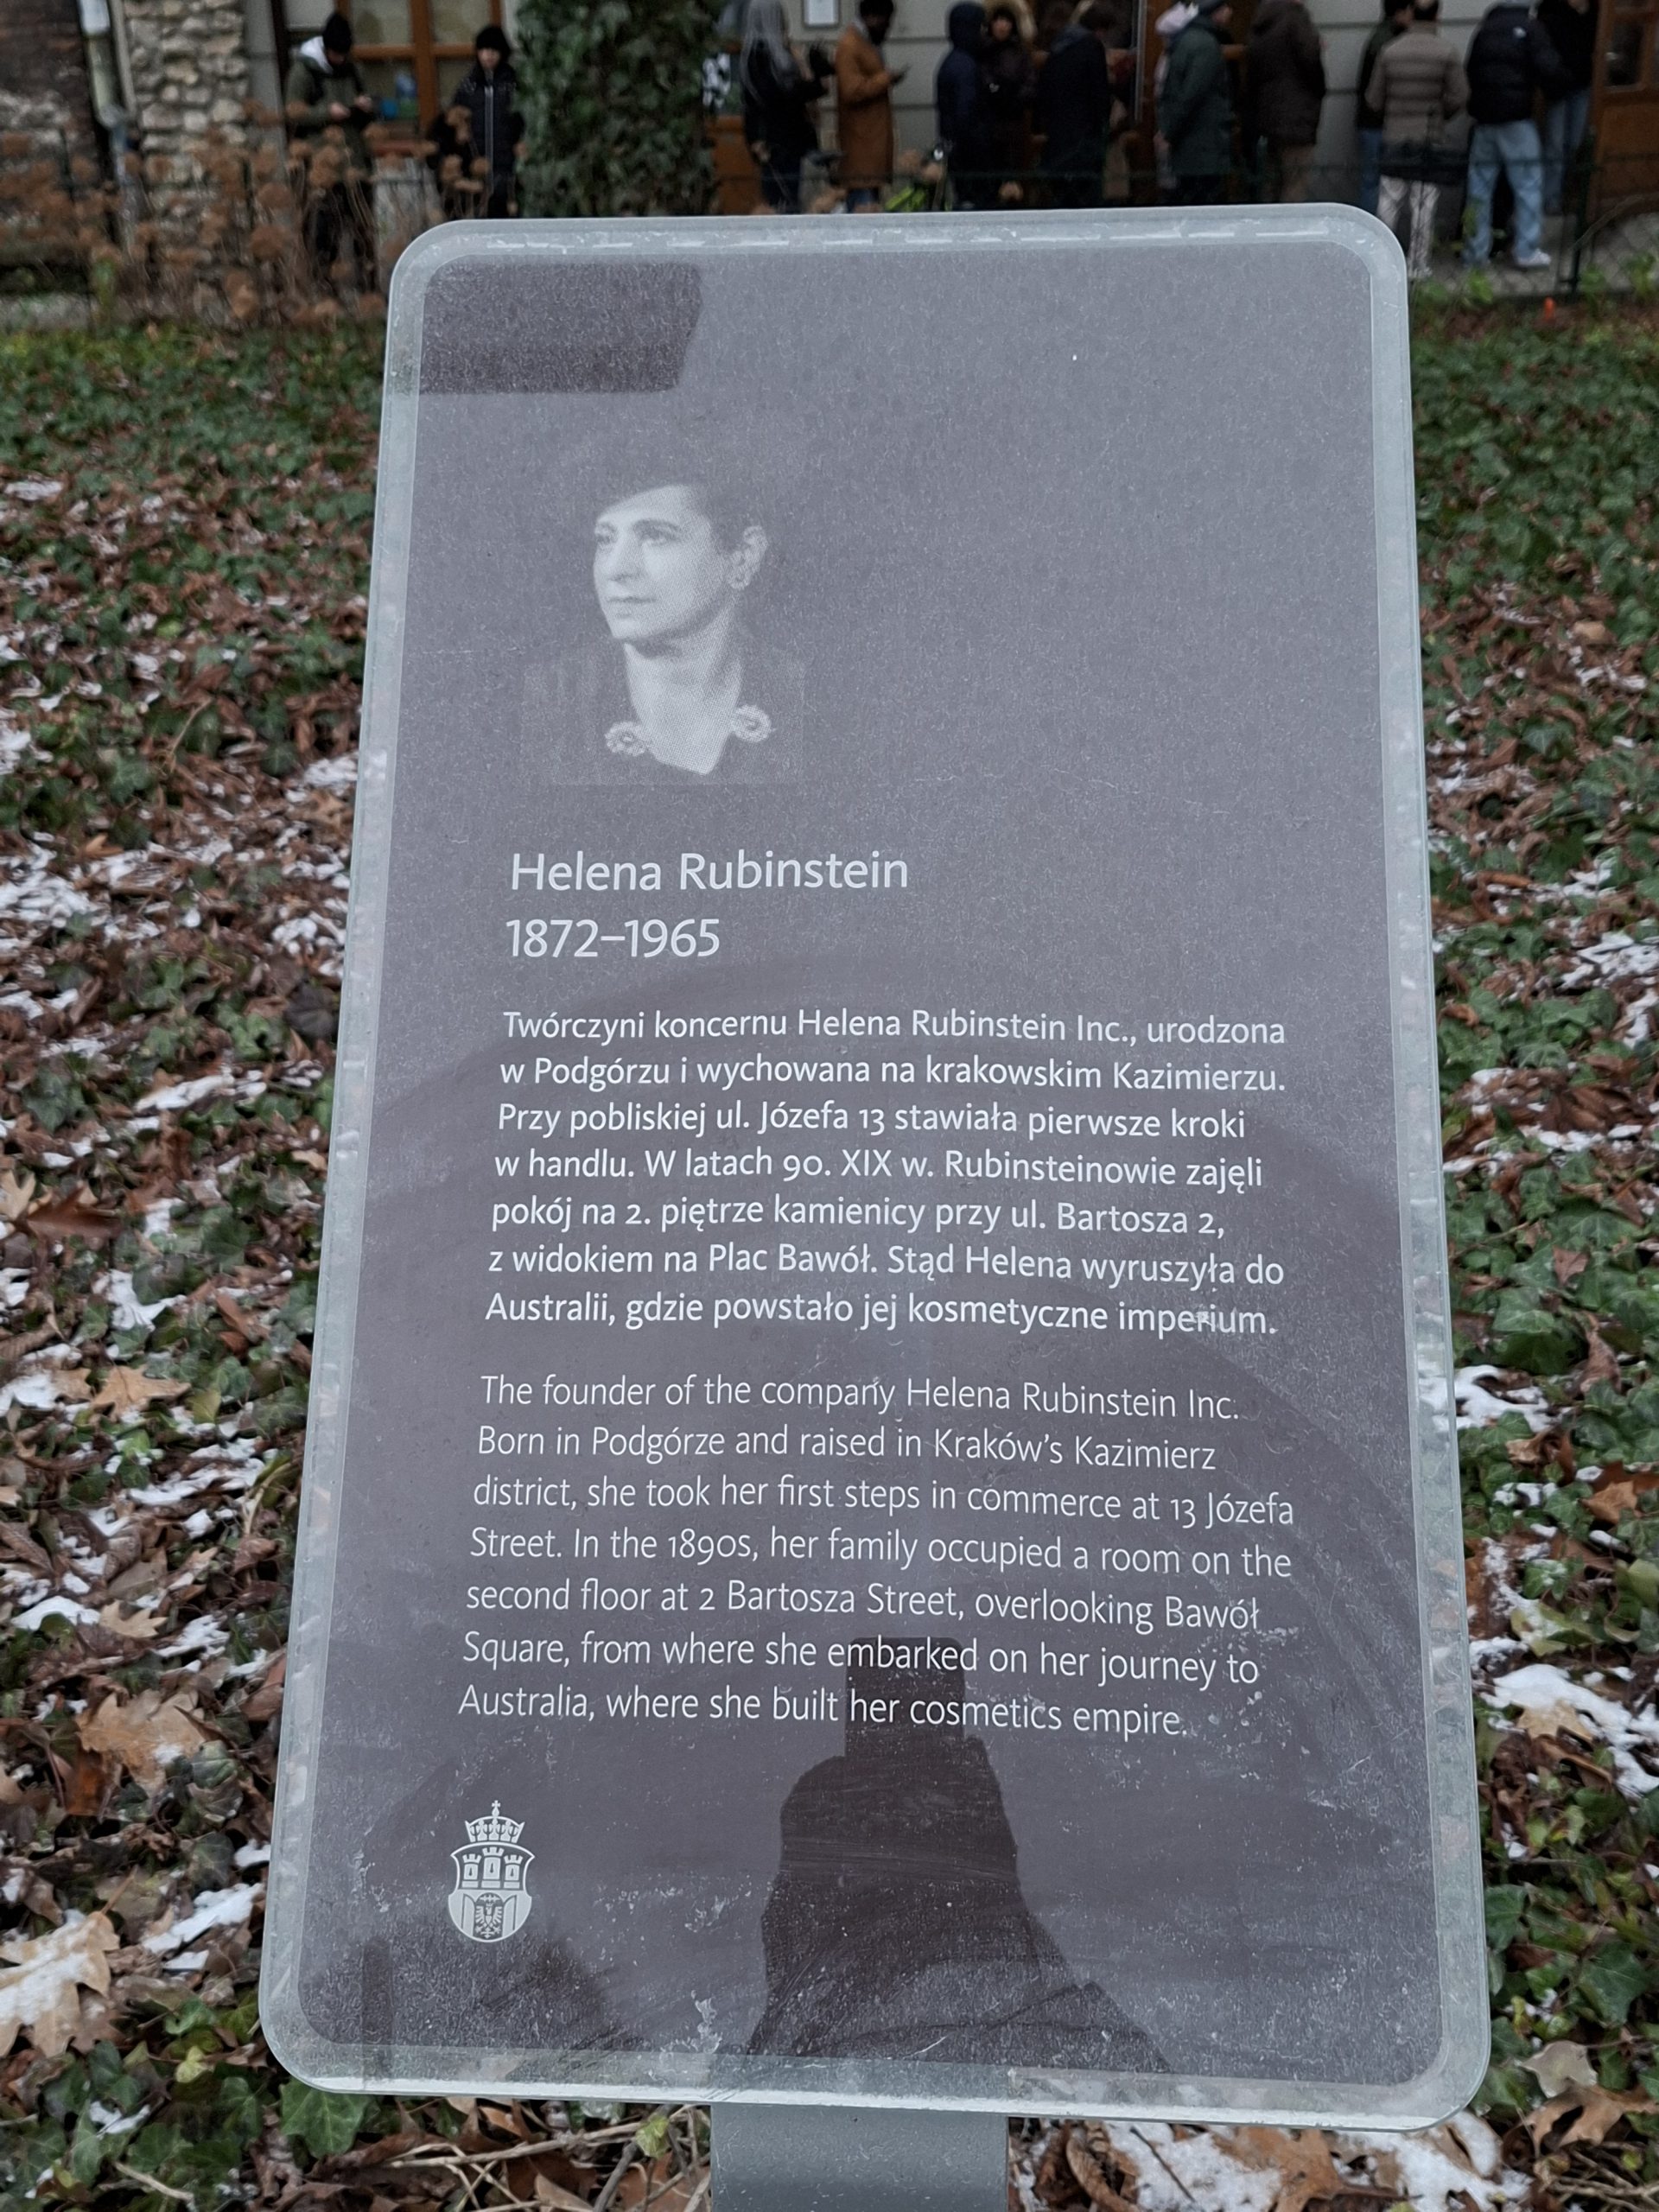 Helena Rubinstein
1872–1965
Twórczyni koncernu Helena Rubinstein Inc., urodzona
w Podgórzu i wychowana na krakowskim Kazimierzu.
Przy pobliskiej ul. Józefa 13 stawiała pierwsze kroki
w handlu. W latach 90. XIX w. Rubinsteinowie zajęli
pokój na 2. piętrze kamienicy przy ul. Bartosza 2,
z widokiem na Plac Bawół. Stąd Helena wyruszyła do
Australii, gdzie powstało jej kosmetyczne imperium.
The founder of the company Helena Rubinstein Inc.
Born in Podgórze and raised in Kraków's Kazimierz
district, she took her first steps in commerce at 13 Józefa
Street. In the 1890s, her family occupied a room on the
second floor at 2 Bartosza Street, overlooking Bawół
Square, from where she embarked on her journey to
Australia, where she built her cosmetics empire.